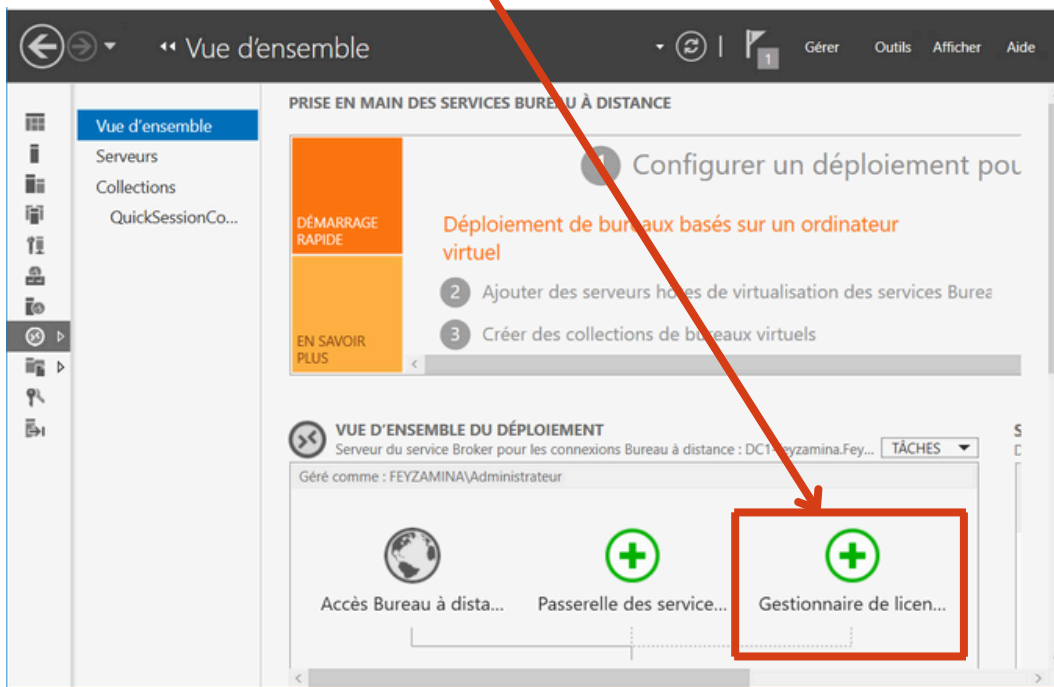 Vue d'ensemble
1
Gérer
Outils
Afficher
Aide
Vue d'ensemble
Serveurs
Collections
QuickSessionCo...
PRISE EN MAIN DES SERVICES BUREAU À DISTANCE
DÉMARRAGE
RAPIDE
EN SAVOIR
PLUS
1 Configurer un déploiement pou
Déploiement de bureaux basés sur un ordinateur
virtuel
2 Ajouter des serveurs hôtes de virtualisation des services Burea
3 Créer des collections de bureaux virtuels
VUE D'ENSEMBLE DU DÉPLOIEMENT
Serveur du service Broker pour les connexions Bureau à distance : DC1-Feyzamina.Fey...
TÂCHES
Géré comme : FEYZAMINA\Administrateur
Accès Bureau à dista...
Passerelle des service...
Gestionnaire de licen...